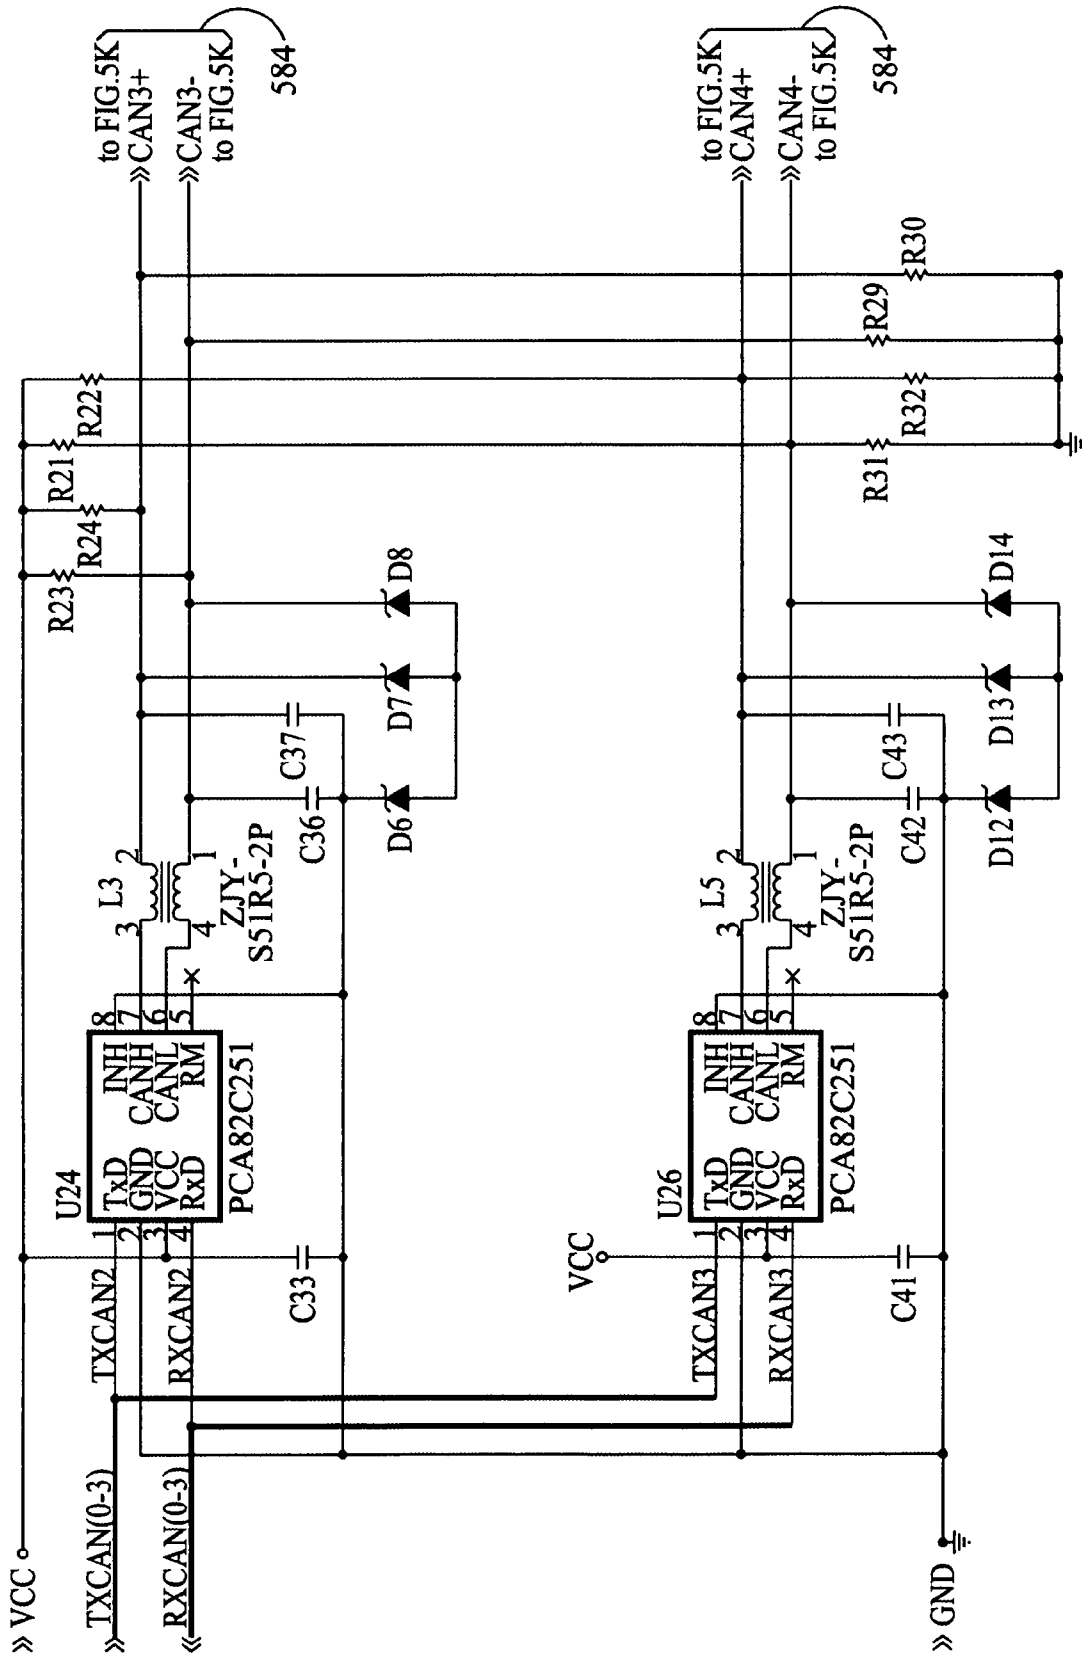 to FIG.5K
CAN3+
CAN3-
to FIG.5K
584
to FIG.5K
CAN4+
CAN4-
to FIG.5K
584
R30
R29
R22
R32
R21
R31
R24
R23
D8
D7
D6
C37
C36
D14
D13
D12
C43
C42
L3
2
1
3
4
ZJY-
S51R5-2P
L5
2
1
3
4
ZJY-
S51R5-2P
8
7
6
5
INH
CANH
CANL
RM
U24
TxD
GND
VCC
RxD
PCA82C251
1
2
3
4
8
7
6
5
INH
CANH
CANL
RM
U26
TxD
GND
VCC
RxD
PCA82C251
1
2
3
4
TXCAN2
RXCAN2
C33
VCC
TXCAN3
RXCAN3
C41
VCC
TXCAN(0-3)
RXCAN(0-3)
GND